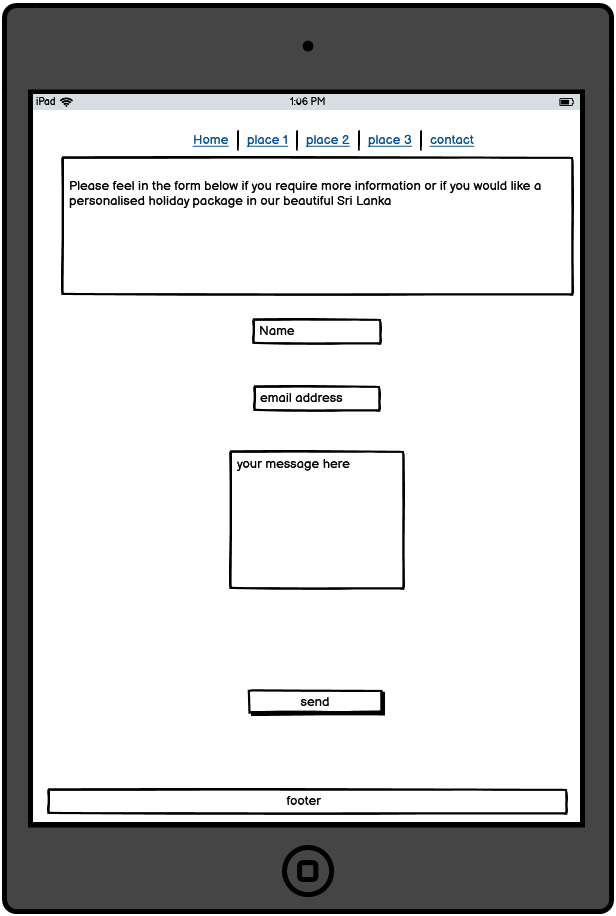 iPad 1:06 PM
Home place 1 place 2 place 3 contact
Please feel in the form below if you require more information or if you would like a
personalised holiday package in our beautiful Sri Lanka
Name
email address
your message here
send
footer